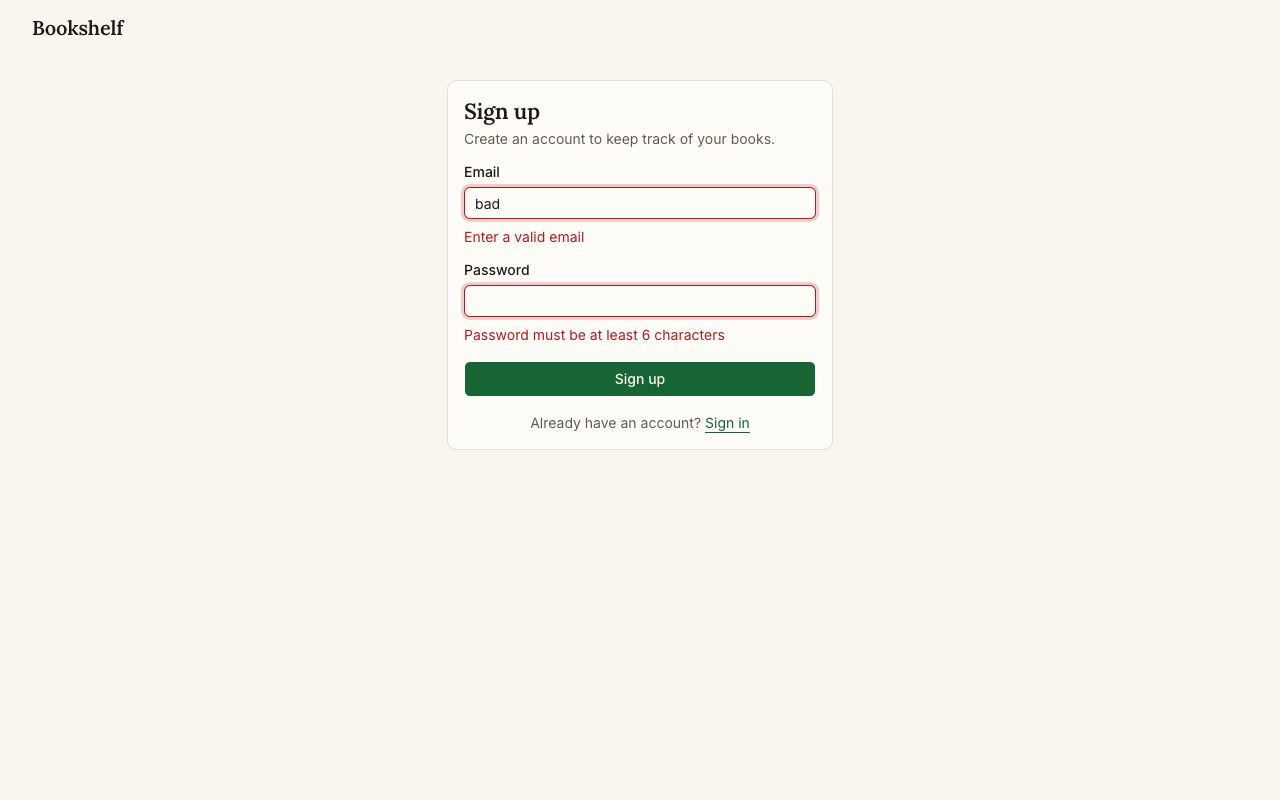 Bookshelf
Sign up
Create an account to keep track of your books.
Email
bad
Enter a valid email
Password
Password must be at least 6 characters
Sign up
Already have an account? Sign in